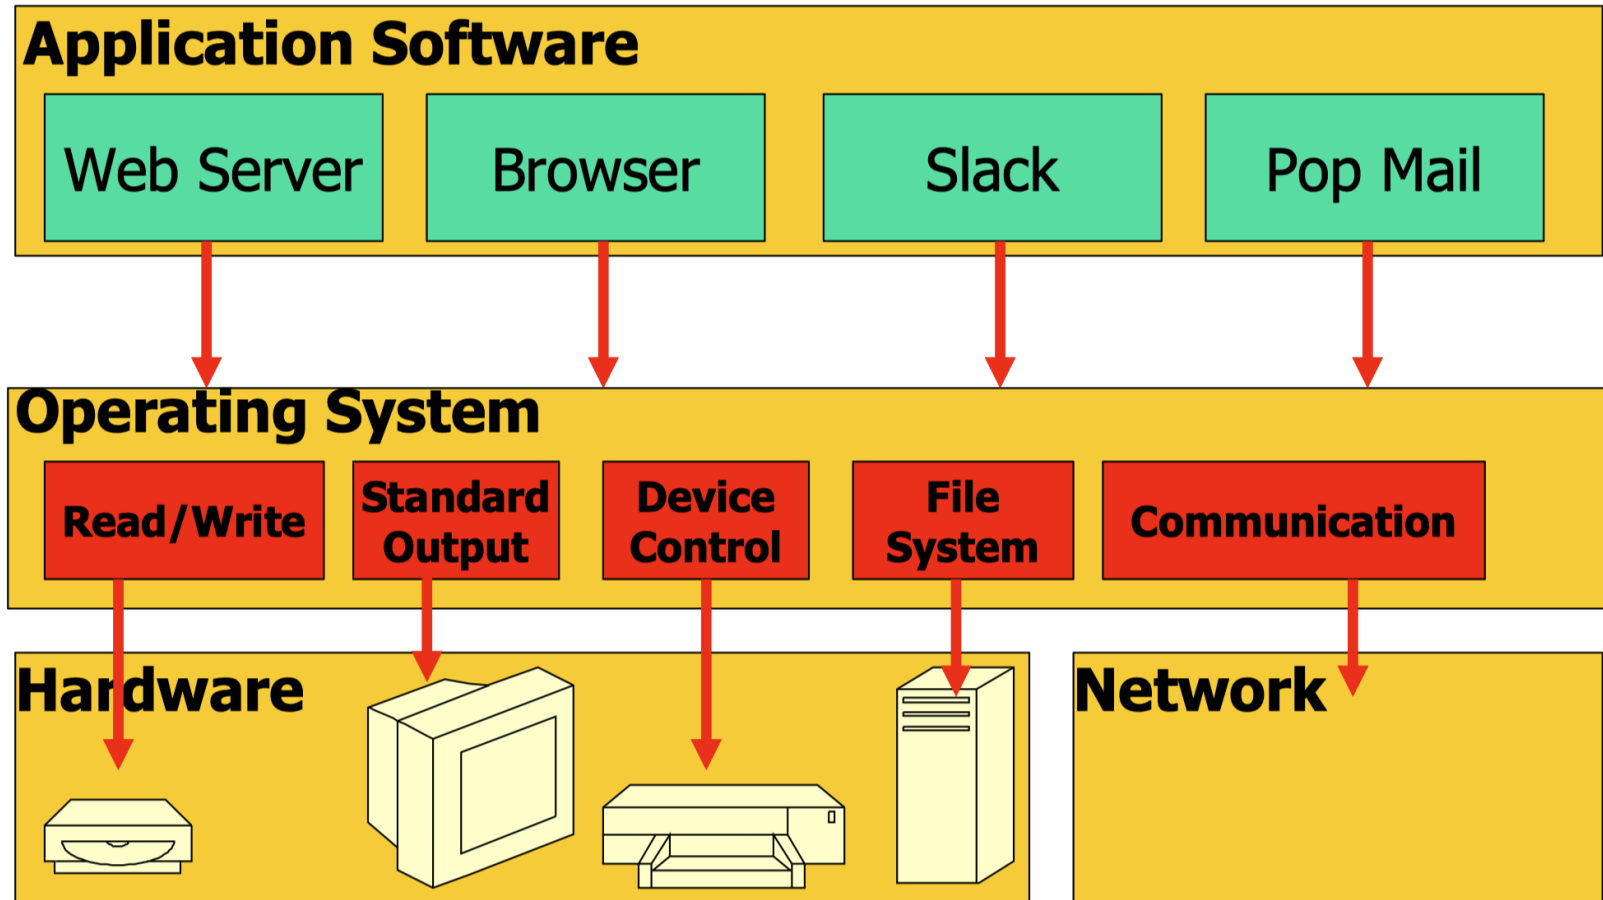 Application Software
Web Server
Browser
Slack
Pop Mail
Operating System
Read/Write
Standard
Output
Device
Control
File
System
Communication
Hardware
Network